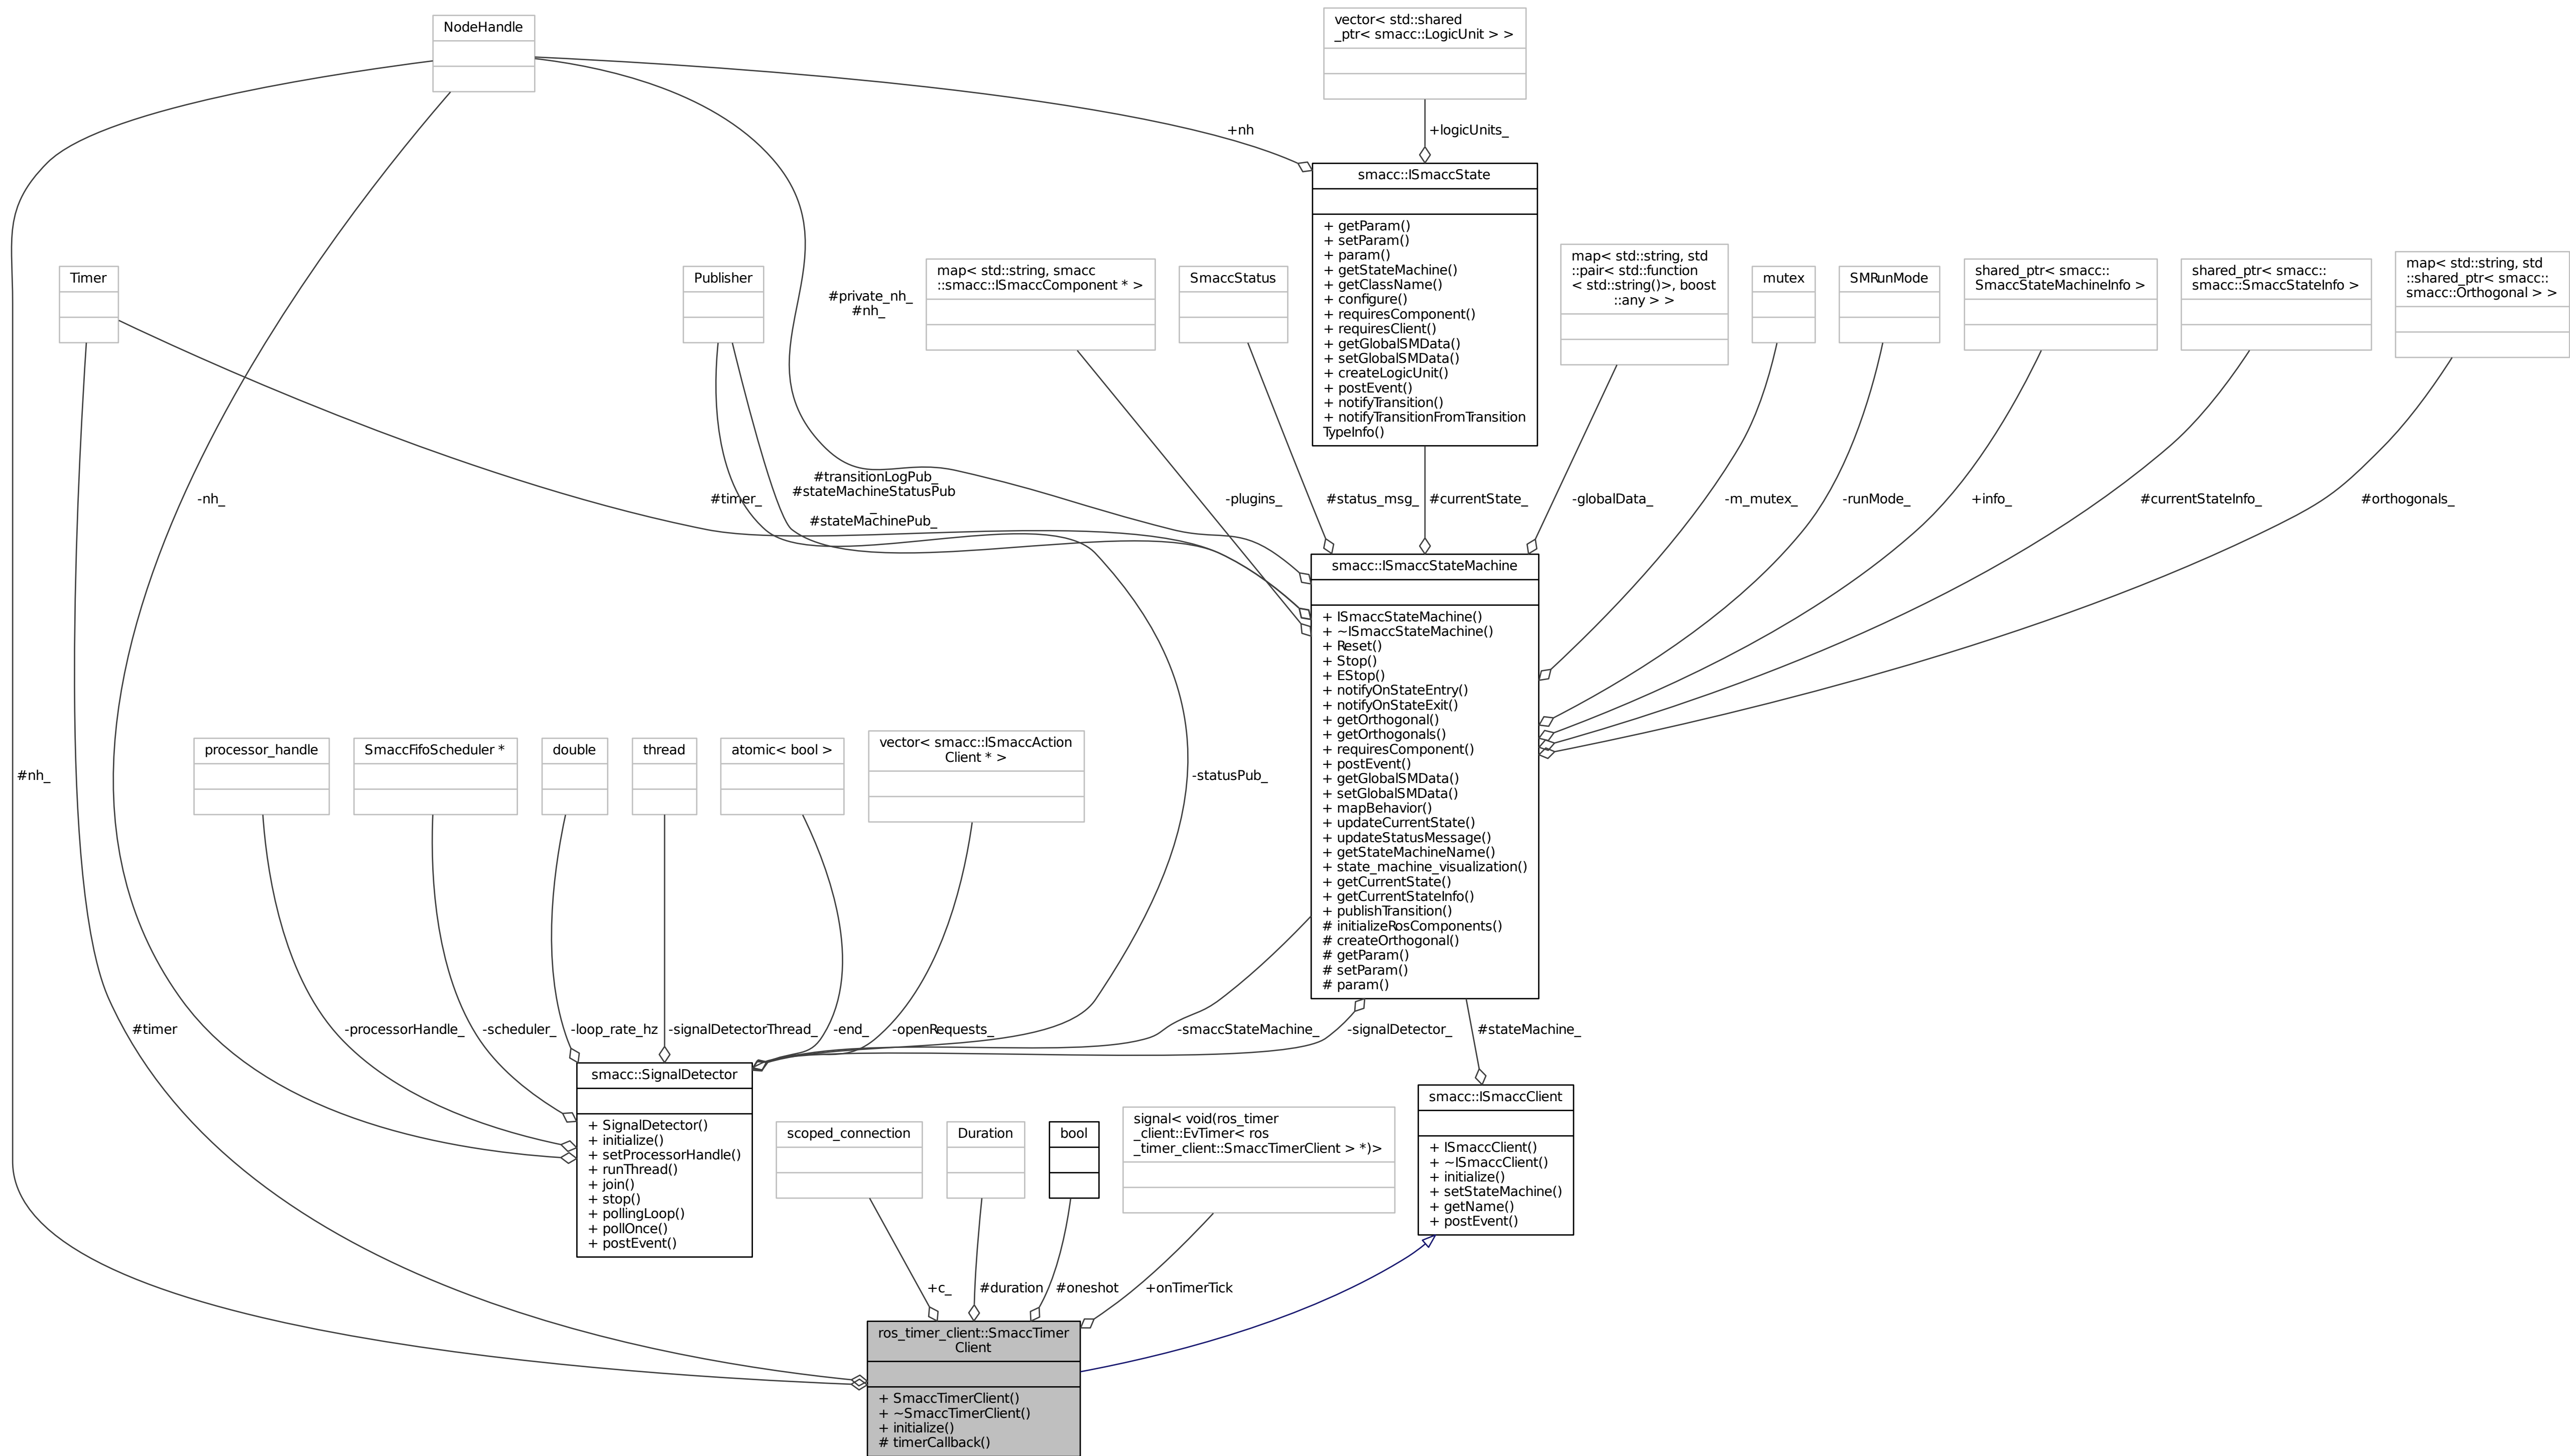 NodeHandle
vector< std::shared
_ptr< smacc::LogicUnit > >
+nh
+logicUnits_
smacc::ISmaccState
+ getParam()
+ setParam()
+ param()
+ getStateMachine()
+ getClassName()
+ configure()
+ requiresComponent()
+ requiresClient()
+ getGlobalSMData()
+ setGlobalSMData()
+ createLogicUnit()
+ postEvent()
+ notifyTransition()
+ notifyTransitionFromTransition
TypeInfo()
Timer
Publisher
#private_nh_
#nh_
map< std::string, smacc
::smacc::ISmaccComponent * >
SmaccStatus
map< std::string, std
::pair< std::function
< std::string()>, boost
::any > >
mutex
SMRunMode
shared_ptr< smacc::
SmaccStateMachineInfo >
shared_ptr< smacc::
smacc::SmaccStateInfo >
map< std::string, std
::shared_ptr< smacc::
smacc::Orthogonal > >
-nh_
#timer_
#transitionLogPub_
#stateMachineStatusPub
_
#stateMachinePub_
-plugins_
#status_msg_
#currentState_
-globalData_
-m_mutex_
-runMode_
+info_
#currentStateInfo_
#orthogonals_
smacc::ISmaccStateMachine
+ ISmaccStateMachine()
+ ~ISmaccStateMachine()
+ Reset()
+ Stop()
+ EStop()
+ notifyOnStateEntry()
+ notifyOnStateExit()
+ getOrthogonal()
+ getOrthogonals()
+ requiresComponent()
+ postEvent()
+ getGlobalSMData()
+ setGlobalSMData()
+ mapBehavior()
+ updateCurrentState()
+ updateStatusMessage()
+ getStateMachineName()
+ state_machine_visualization()
+ getCurrentState()
+ getCurrentStateInfo()
+ publishTransition()
# initializeRosComponents()
# createOrthogonal()
# getParam()
# setParam()
# param()
processor_handle
SmaccFifoScheduler *
double
thread
atomic< bool >
vector< smacc::ISmaccAction
Client * >
#nh_
-statusPub_
#timer
-processorHandle_
-scheduler_
-loop_rate_hz
-signalDetectorThread_
-end_
-openRequests_
-smaccStateMachine_
-signalDetector_
#stateMachine_
smacc::SignalDetector
+ SignalDetector()
+ initialize()
+ setProcessorHandle()
+ runThread()
+ join()
+ stop()
+ pollingLoop()
+ pollOnce()
+ postEvent()
scoped_connection
Duration
bool
signal< void(ros_timer
_client::EvTimer< ros
_timer_client::SmaccTimerClient > *)>
smacc::ISmaccClient
+ ISmaccClient()
+ ~ISmaccClient()
+ initialize()
+ setStateMachine()
+ getName()
+ postEvent()
+c_
#duration
#oneshot
+onTimerTick
ros_timer_client::SmaccTimer
Client
+ SmaccTimerClient()
+ ~SmaccTimerClient()
+ initialize()
# timerCallback()